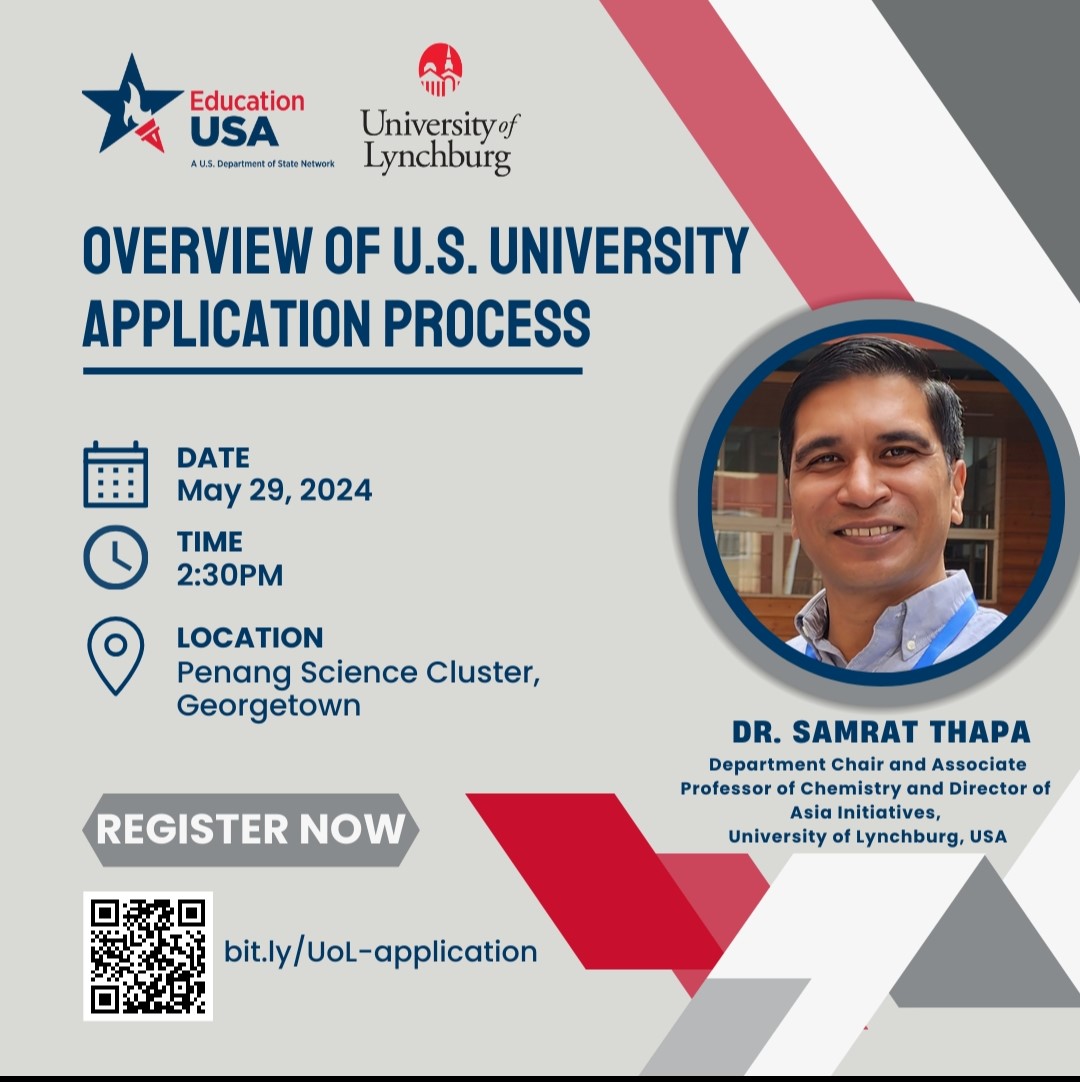 Education
USA
A U.S. Department of State Network
University of
Lynchburg
OVERVIEW OF U.S. UNIVERSITY
APPLICATION PROCESS
DATE
May 29, 2024
TIME
2:30PM
LOCATION
Penang Science Cluster,
Georgetown
DR. SAMRAT THAPA
Department Chair and Associate
Professor of Chemistry and Director of
Asia Initiatives,
University of Lynchburg, USA
REGISTER NOW
bit.ly/UoL-application